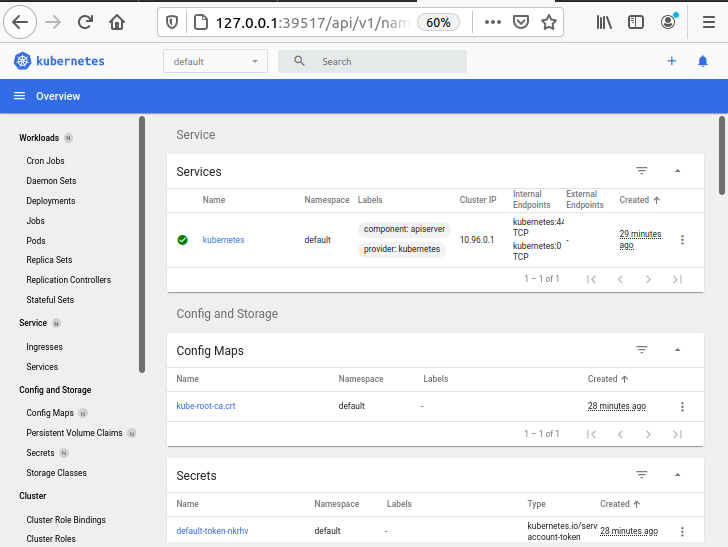 127.0.0.1:39517/api/v1/nam
60%
kubernetes
default
Search
Overview
Workloads N
Cron Jobs
Daemon Sets
Deployments
Jobs
Pods
Replica Sets
Replication Controllers
Stateful Sets
Service N
Ingresses
Services
Config and Storage
Config Maps N
Persistent Volume Claims N
Secrets N
Storage Classes
Cluster
Cluster Role Bindings
Cluster Roles
Service
Services
Name Namespace Labels Cluster IP Internal Endpoints External Endpoints Created
kubernetes default component: apiserver provider: kubernetes 10.96.0.1 kubernetes:44 TCP kubernetes:0 TCP - 29 minutes ago
1 – 1 of 1
Config and Storage
Config Maps
Name Namespace Labels Created
kube-root-ca.crt default - 28 minutes ago
1 – 1 of 1
Secrets
Name Namespace Labels Type Created
default-token-nkrhv default - kubernetes.io/serv account-token 28 minutes ago